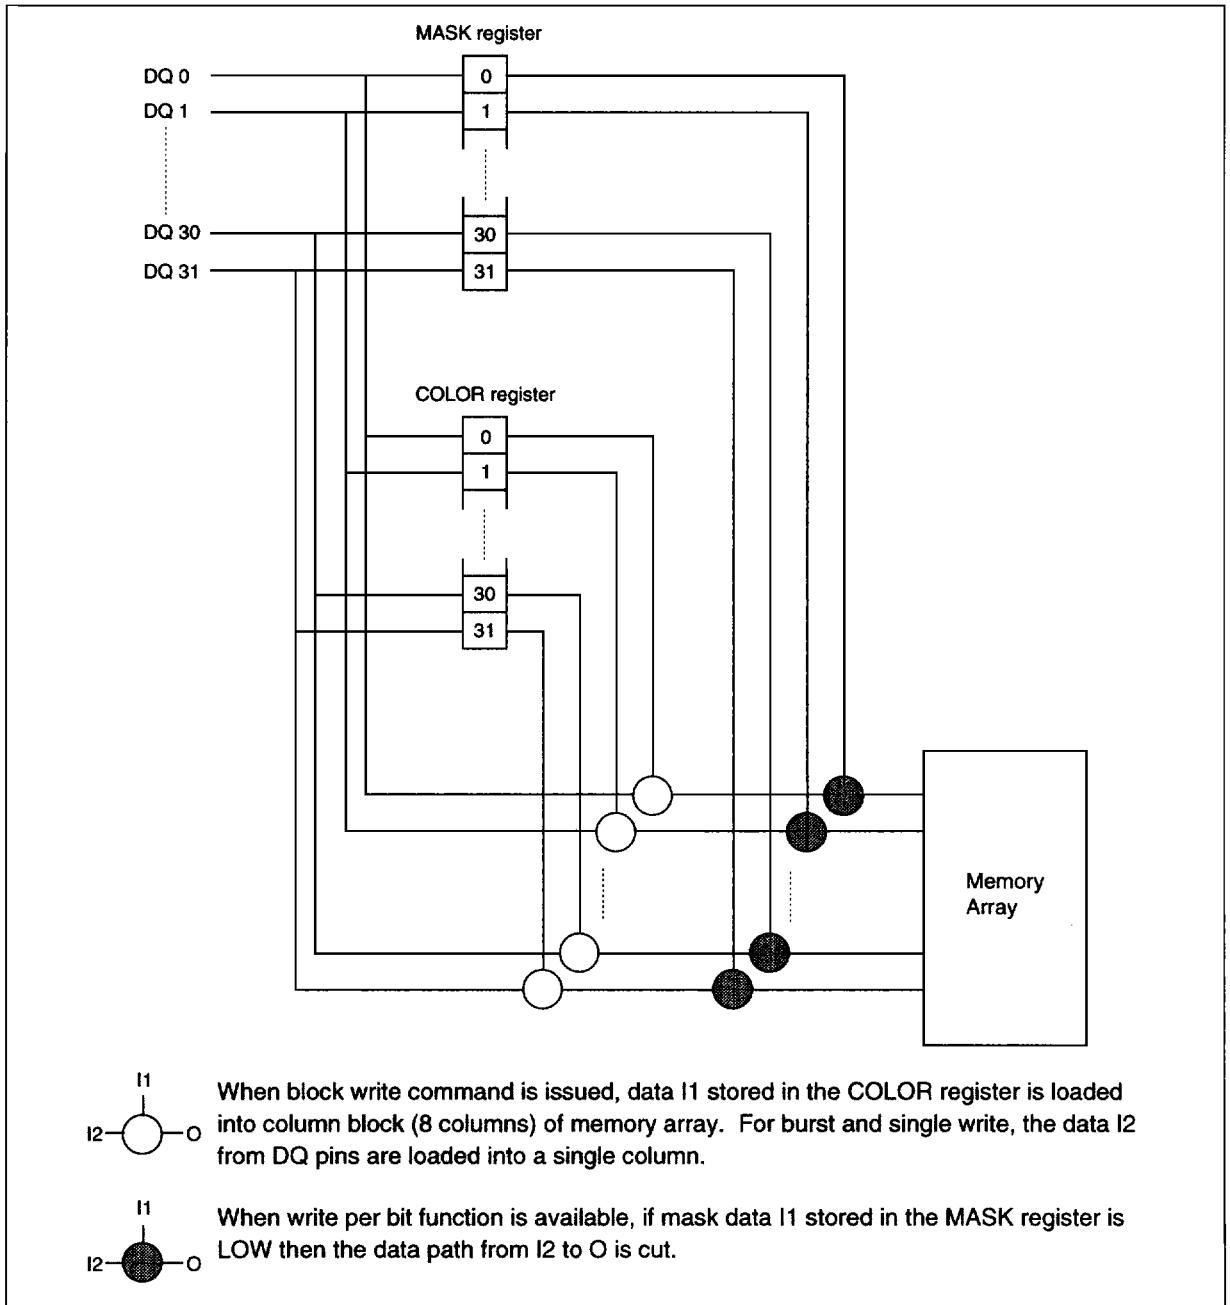 MASK register
DQ 0
0
DQ 1
1
DQ 30
30
DQ 31
31
COLOR register
0
1
30
31
Memory
Array
I1
I2
O
When block write command is issued, data I1 stored in the COLOR register is loaded
into column block (8 columns) of memory array. For burst and single write, the data I2
from DQ pins are loaded into a single column.
I1
I2
O
When write per bit function is available, if mask data I1 stored in the MASK register is
LOW then the data path from I2 to O is cut.